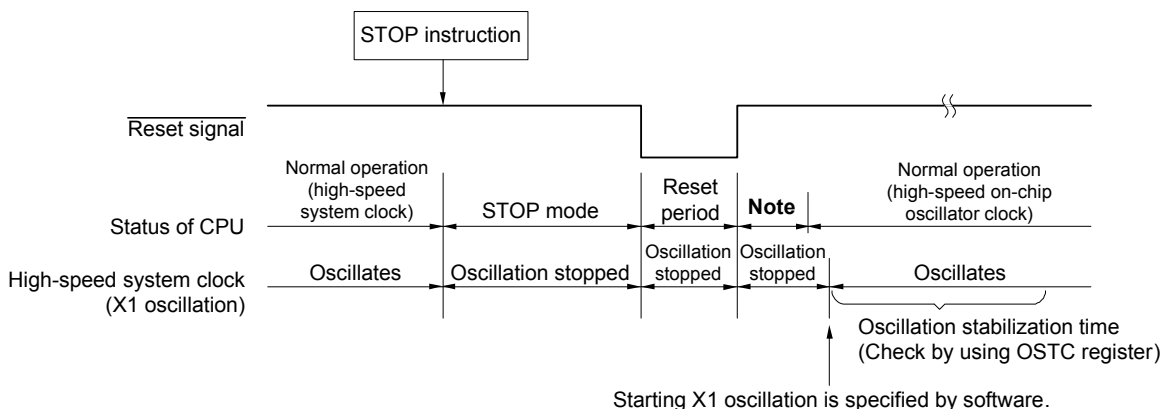 STOP instruction
Reset signal
Status of CPU
Normal operation
(high-speed
system clock)
STOP mode
Reset
period
Note
Normal operation
(high-speed on-chip
oscillator clock)
High-speed system clock
(X1 oscillation)
Oscillates
Oscillation stopped
Oscillation
stopped
Oscillation
stopped
Oscillates
Oscillation stabilization time
(Check by using OSTC register)
Starting X1 oscillation is specified by software.